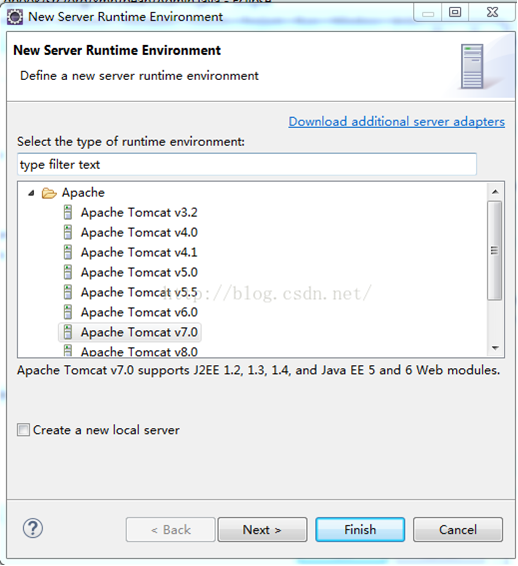 New Server Runtime Environment
New Server Runtime Environment
Define a new server runtime environment
Download additional server adapters
Select the type of runtime environment:
type filter text
Apache
Apache Tomcat v3.2
Apache Tomcat v4.0
Apache Tomcat v4.1
Apache Tomcat v5.0
Apache Tomcat v5.5
http://blog.csdn.net/
Apache Tomcat v6.0
Apache Tomcat v7.0
Apache Tomcat v8.0
Apache Tomcat v7.0 supports J2EE 1.2, 1.3, 1.4, and Java EE 5 and 6 Web modules.
Create a new local server
< Back
Next >
Finish
Cancel